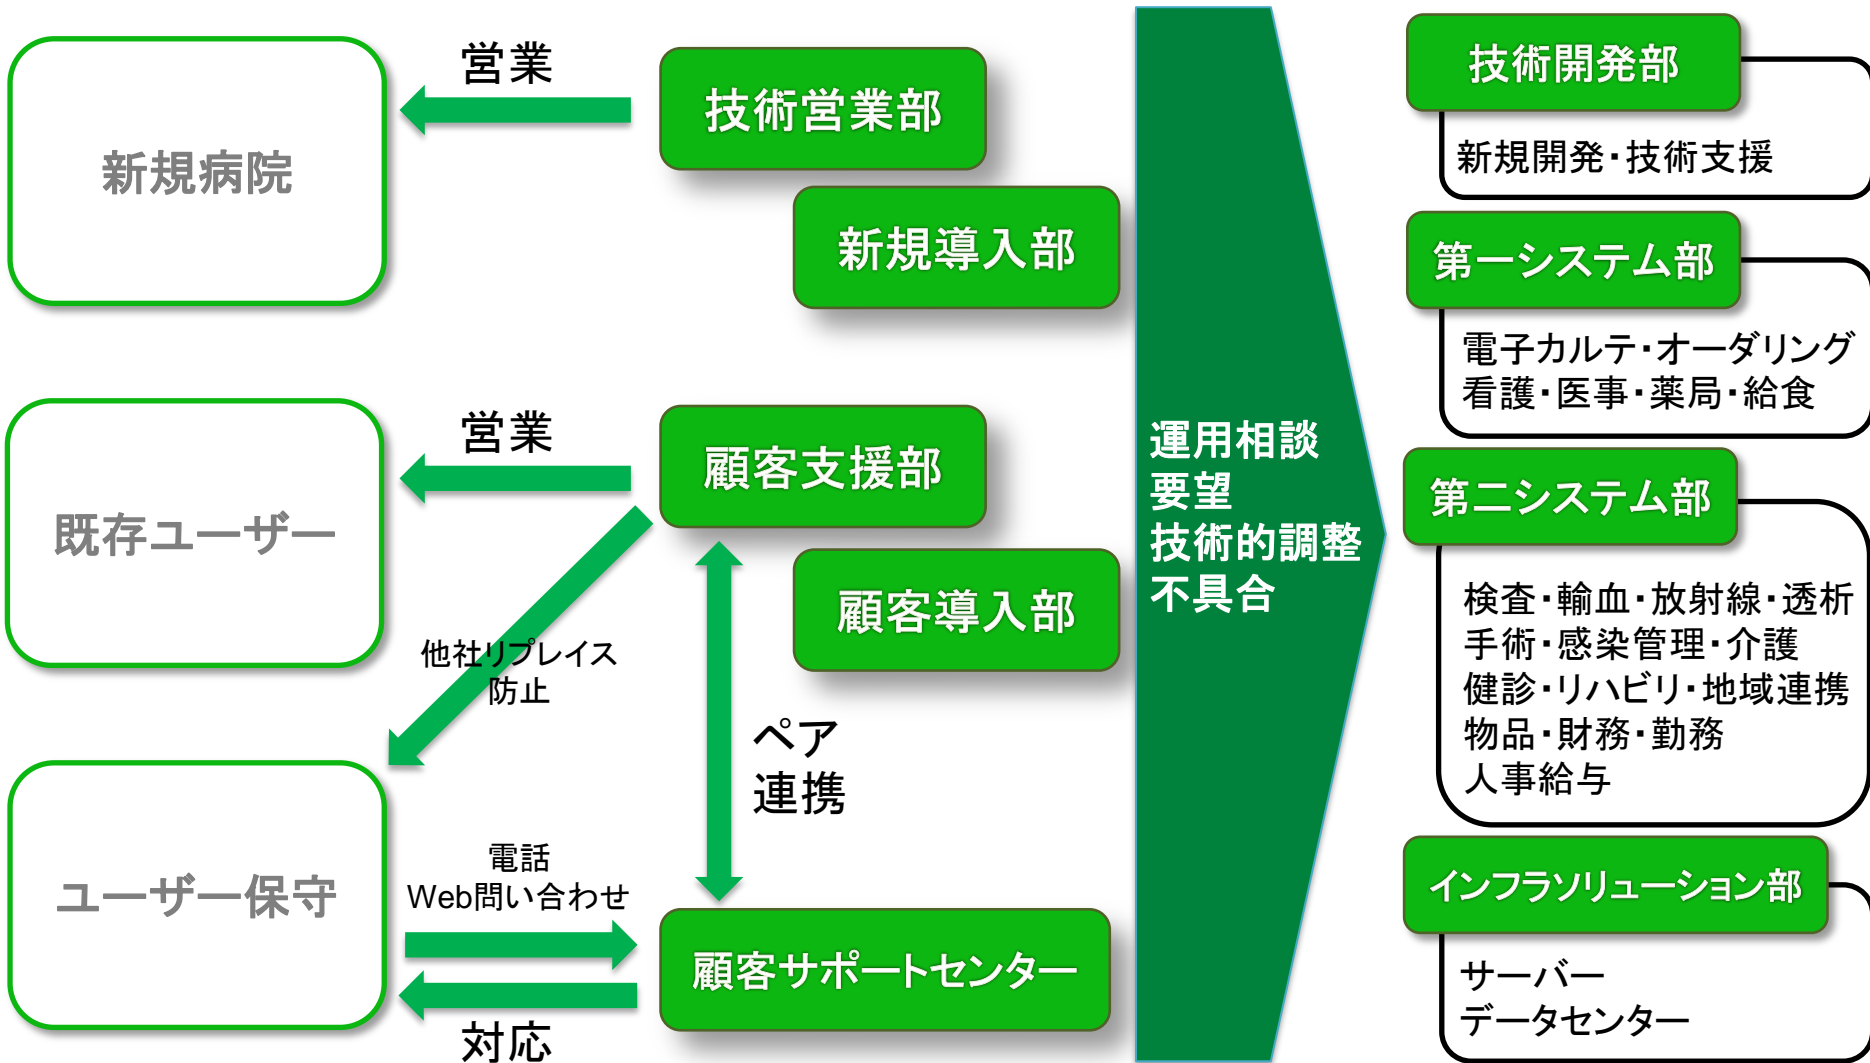 営業
新規病院
技術営業部
新規導入部
営業
既存ユーザー
顧客支援部
顧客導入部
他社リプレイス
防止
ペア
連携
ユーザー保守
電話
Web問い合わせ
顧客サポートセンター
対応
運用相談
要望
技術的調整
不具合
技術開発部
新規開発・技術支援
第一システム部
電子カルテ・オーダリング
看護・医事・薬局・給食
第二システム部
検査・輸血・放射線・透析
手術・感染管理・介護
健診・リハビリ・地域連携
物品・財務・勤務
人事給与
インフラソリューション部
サーバー
データセンター